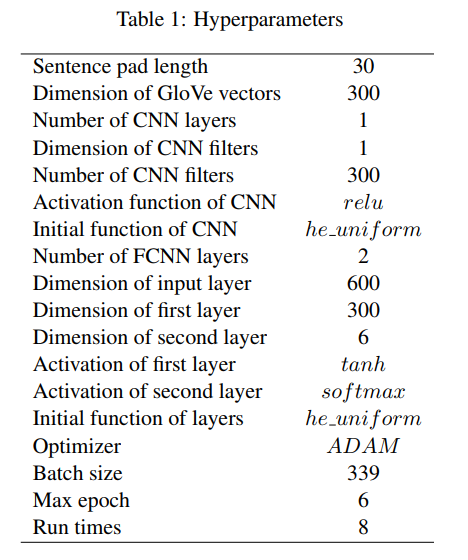 Table 1: Hyperparameters
Sentence pad length 30
Dimension of GloVe vectors 300
Number of CNN layers 1
Dimension of CNN filters 1
Number of CNN filters 300
Activation function of CNN relu
Initial function of CNN he_uniform
Number of FCNN layers 2
Dimension of input layer 600
Dimension of first layer 300
Dimension of second layer 6
Activation of first layer tanh
Activation of second layer softmax
Initial function of layers he_uniform
Optimizer ADAM
Batch size 339
Max epoch 6
Run times 8